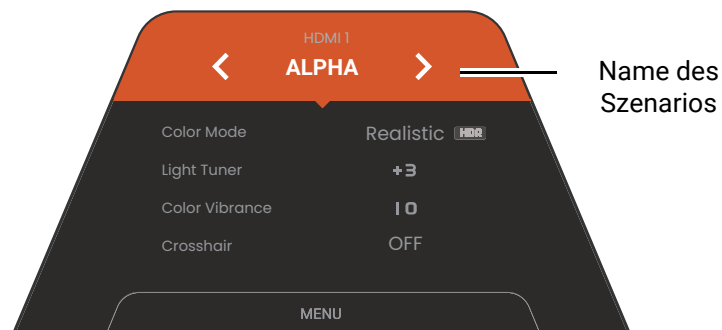 HDMI 1
ALPHA
Name des
Szenarios
Color Mode Realistic HDR
Light Tuner +3
Color Vibrance 10
Crosshair OFF
MENU